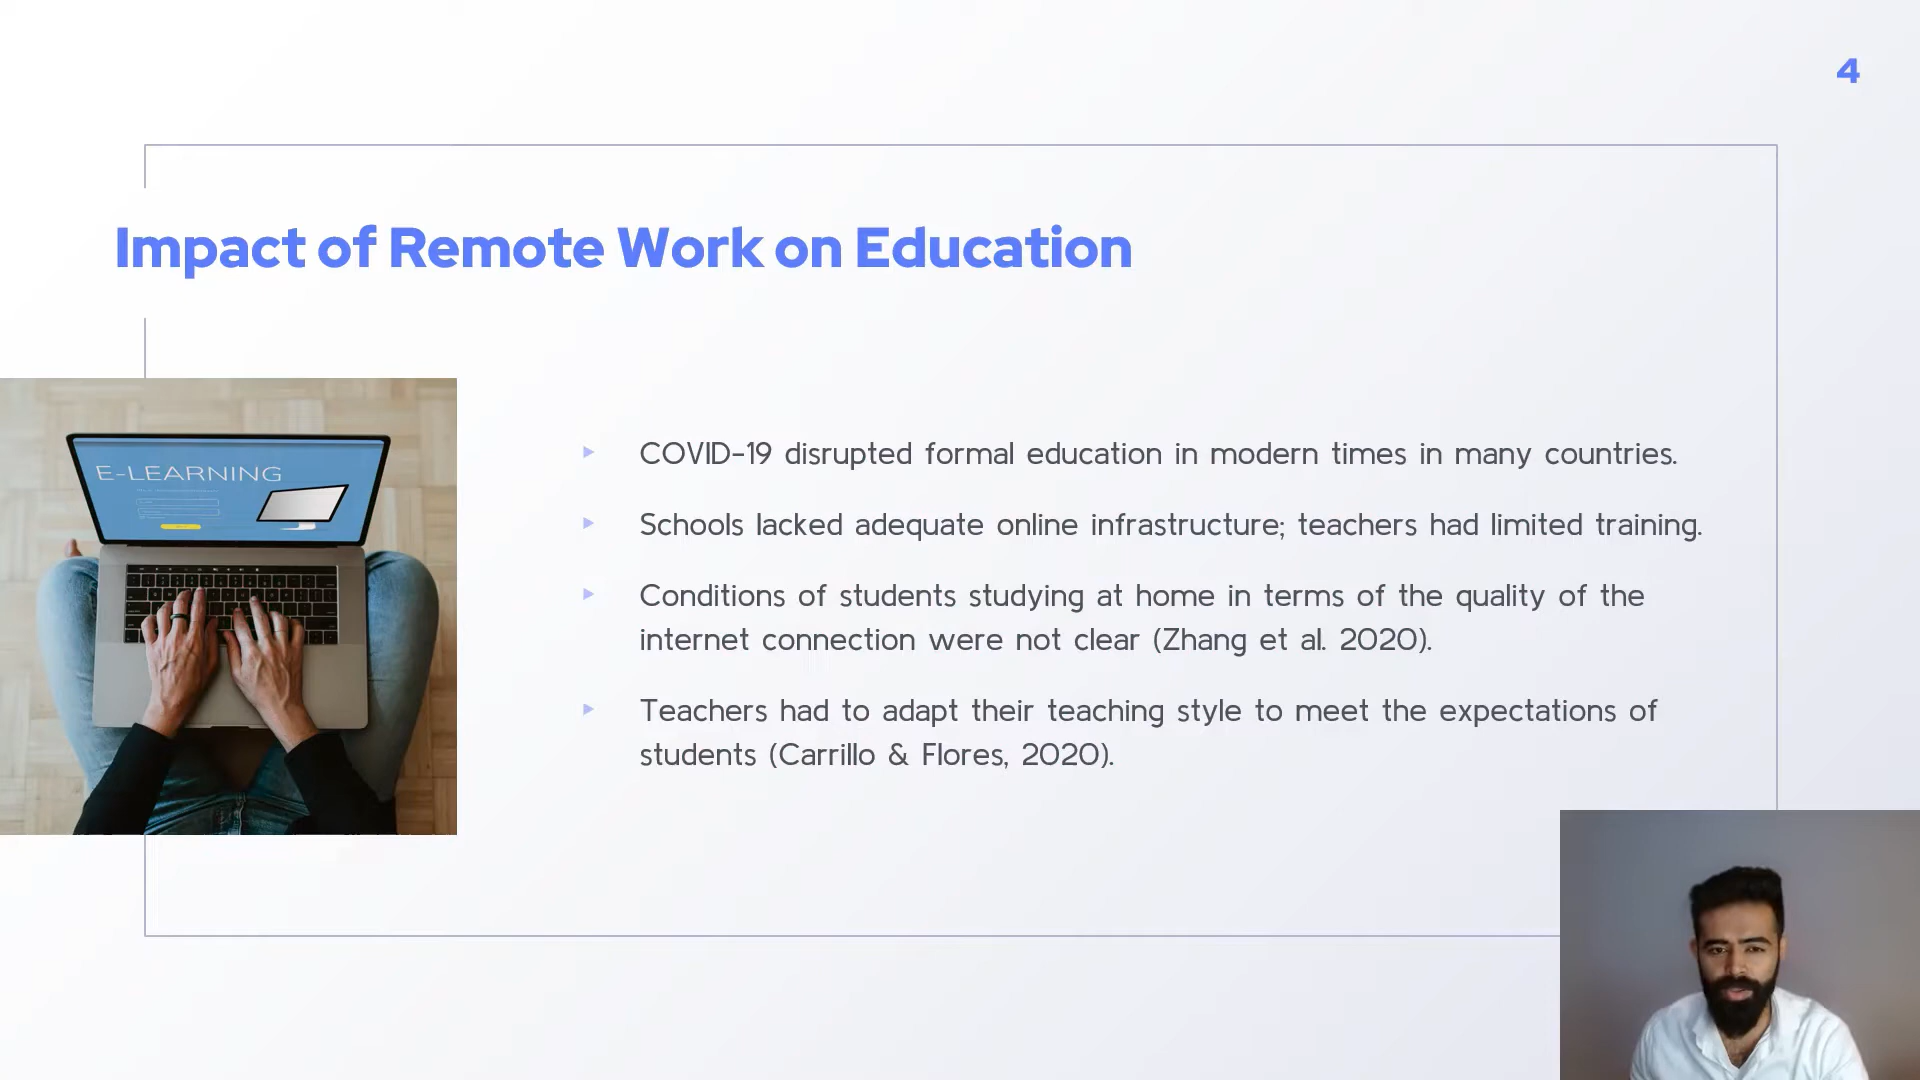 4
Impact of Remote Work on Education
E-LEARNING
COVID-19 disrupted formal education in modern times in many countries.
Schools lacked adequate online infrastructure; teachers had limited training.
Conditions of students studying at home in terms of the quality of the
internet connection were not clear (Zhang et al. 2020).
Teachers had to adapt their teaching style to meet the expectations of
students (Carrillo & Flores, 2020).